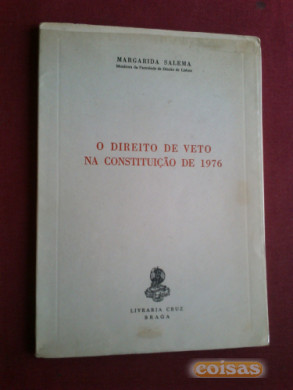 MARGARIDA SALEMA
O DIREITO DE VETO
NA CONSTITUIÇÃO DE 1976
LIVRARIA CRUZ
BRAGA
coisas